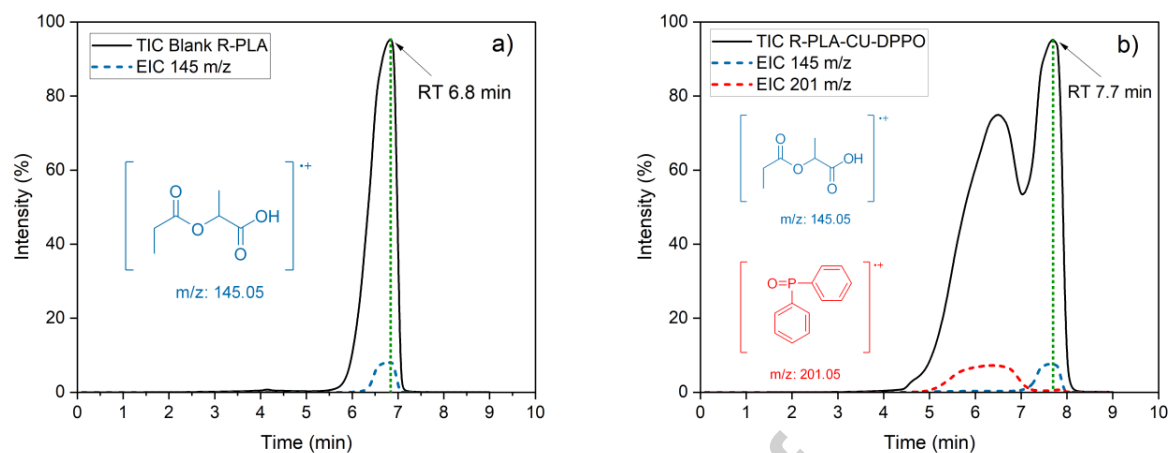 a)
TIC Blank R-PLA
EIC 145 m/z
RT 6.8 min
•+
O
O
OH
O
m/z: 145.05
Intensity (%)
100
80
60
40
20
0
0 1 2 3 4 5 6 7 8 9 10
Time (min)
b)
TIC R-PLA-CU-DPPO
EIC 145 m/z
EIC 201 m/z
RT 7.7 min
•+
O
O
OH
O
m/z: 145.05
•+
O=P
m/z: 201.05
Intensity (%)
100
80
60
40
20
0
0 1 2 3 4 5 6 7 8 9 10
Time (min)